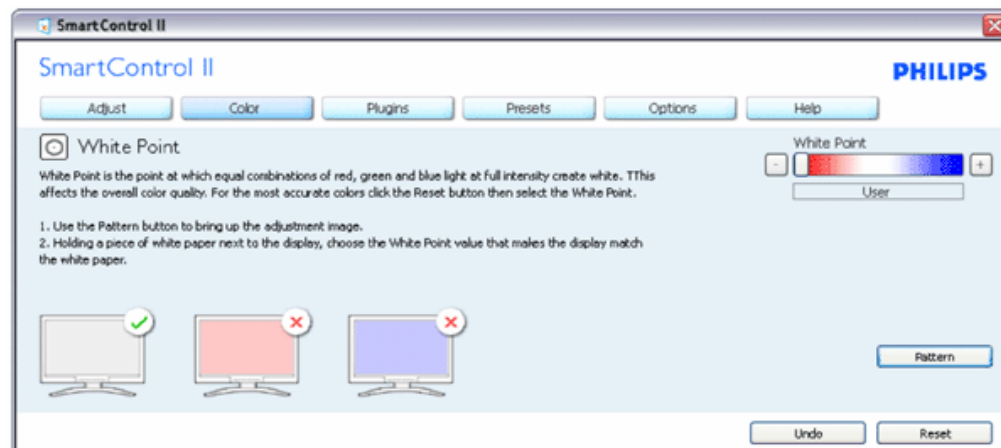 SmartControl II
SmartControl II
PHILIPS
Adjust Color Plugins Presets Options Help
White Point
White Point is the point at which equal combinations of red, green and blue light at full intensity create white. TThis
affects the overall color quality. For the most accurate colors click the Reset button then select the White Point.
1. Use the Pattern button to bring up the adjustment image.
2. Holding a piece of white paper next to the display, choose the White Point value that makes the display match
the white paper.
White Point
- +
User
Pattern
Undo Reset